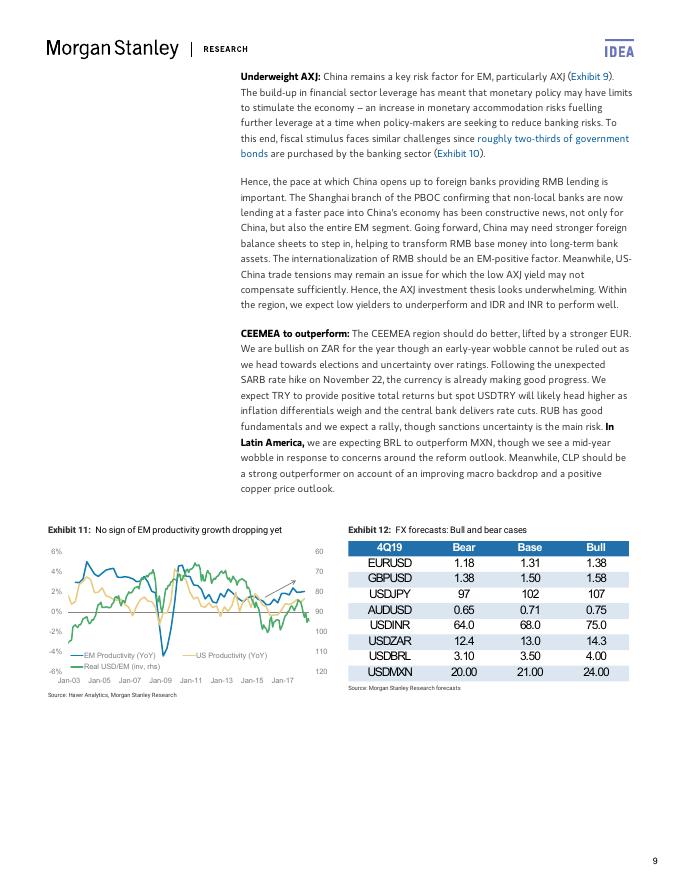 Morgan Stanley | RESEARCH
IDEA
Underweight AXJ: China remains a key risk factor for EM, particularly AXJ (Exhibit 9).
The build-up in financial sector leverage has meant that monetary policy may have limits
to stimulate the economy – an increase in monetary accommodation risks fuelling
further leverage at a time when policy-makers are seeking to reduce banking risks. To
this end, fiscal stimulus faces similar challenges since roughly two-thirds of government
bonds are purchased by the banking sector (Exhibit 10).
Hence, the pace at which China opens up to foreign banks providing RMB lending is
important. The Shanghai branch of the PBOC confirming that non-local banks are now
lending at a faster pace into China's economy has been constructive news, not only for
China, but also the entire EM segment. Going forward, China may need stronger foreign
balance sheets to step in, helping to transform RMB base money into long-term bank
assets. The internationalization of RMB should be an EM-positive factor. Meanwhile, US-
China trade tensions may remain an issue for which the low AXJ yield may not
compensate sufficiently. Hence, the AXJ investment thesis looks underwhelming. Within
the region, we expect low yielders to underperform and IDR and INR to perform well.
CEEMEA to outperform: The CEEMEA region should do better, lifted by a stronger EUR.
We are bullish on ZAR for the year though an early-year wobble cannot be ruled out as
we head towards elections and uncertainty over ratings. Following the unexpected
SARB rate hike on November 22, the currency is already making good progress. We
expect TRY to provide positive total returns but spot USDTRY will likely head higher as
inflation differentials weigh and the central bank delivers rate cuts. RUB has good
fundamentals and we expect a rally, though sanctions uncertainty is the main risk. In
Latin America, we are expecting BRL to outperform MXN, though we see a mid-year
wobble in response to concerns around the reform outlook. Meanwhile, CLP should be
a strong outperformer on account of an improving macro backdrop and a positive
copper price outlook.
Exhibit 11: No sign of EM productivity growth dropping yet
6% 60
4% 70
2% 80
0% 90
-2% 100
-4% 110
-6% 120
EM Productivity (YoY) US Productivity (YoY)
Real USD/EM (inv, rhs)
Jan-03 Jan-05 Jan-07 Jan-09 Jan-11 Jan-13 Jan-15 Jan-17
Source: Haver Analytics, Morgan Stanley Research
Exhibit 12: FX forecasts: Bull and bear cases
4Q19 Bear Base Bull
EURUSD 1.18 1.31 1.38
GBPUSD 1.38 1.50 1.58
USDJPY 97 102 107
AUDUSD 0.65 0.71 0.75
USDINR 64.0 68.0 75.0
USDZAR 12.4 13.0 14.3
USDBRL 3.10 3.50 4.00
USDMXN 20.00 21.00 24.00
Source: Morgan Stanley Research forecasts
9